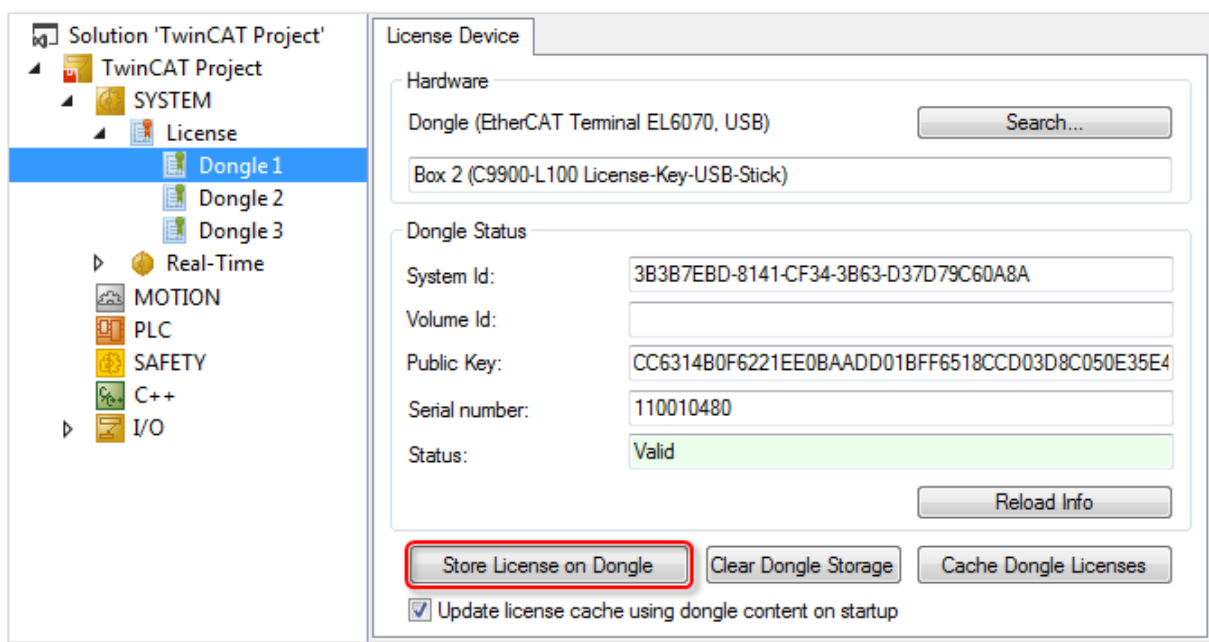 Solution 'TwinCAT Project'
TwinCAT Project
SYSTEM
License
Dongle 1
Dongle 2
Dongle 3
Real-Time
MOTION
PLC
SAFETY
C++
I/O
License Device
Hardware
Dongle (EtherCAT Terminal EL6070, USB)
Search...
Box 2 (C9900-L100 License-Key-USB-Stick)
Dongle Status
System Id: 3B3B7EBD-8141-CF34-3B63-D37D79C60A8A
Volume Id:
Public Key: CC6314B0F6221EE0BAADD01BFF6518CCD03D8C050E35E4
Serial number: 110010480
Status: Valid
Reload Info
Store License on Dongle Clear Dongle Storage Cache Dongle Licenses
Update license cache using dongle content on startup